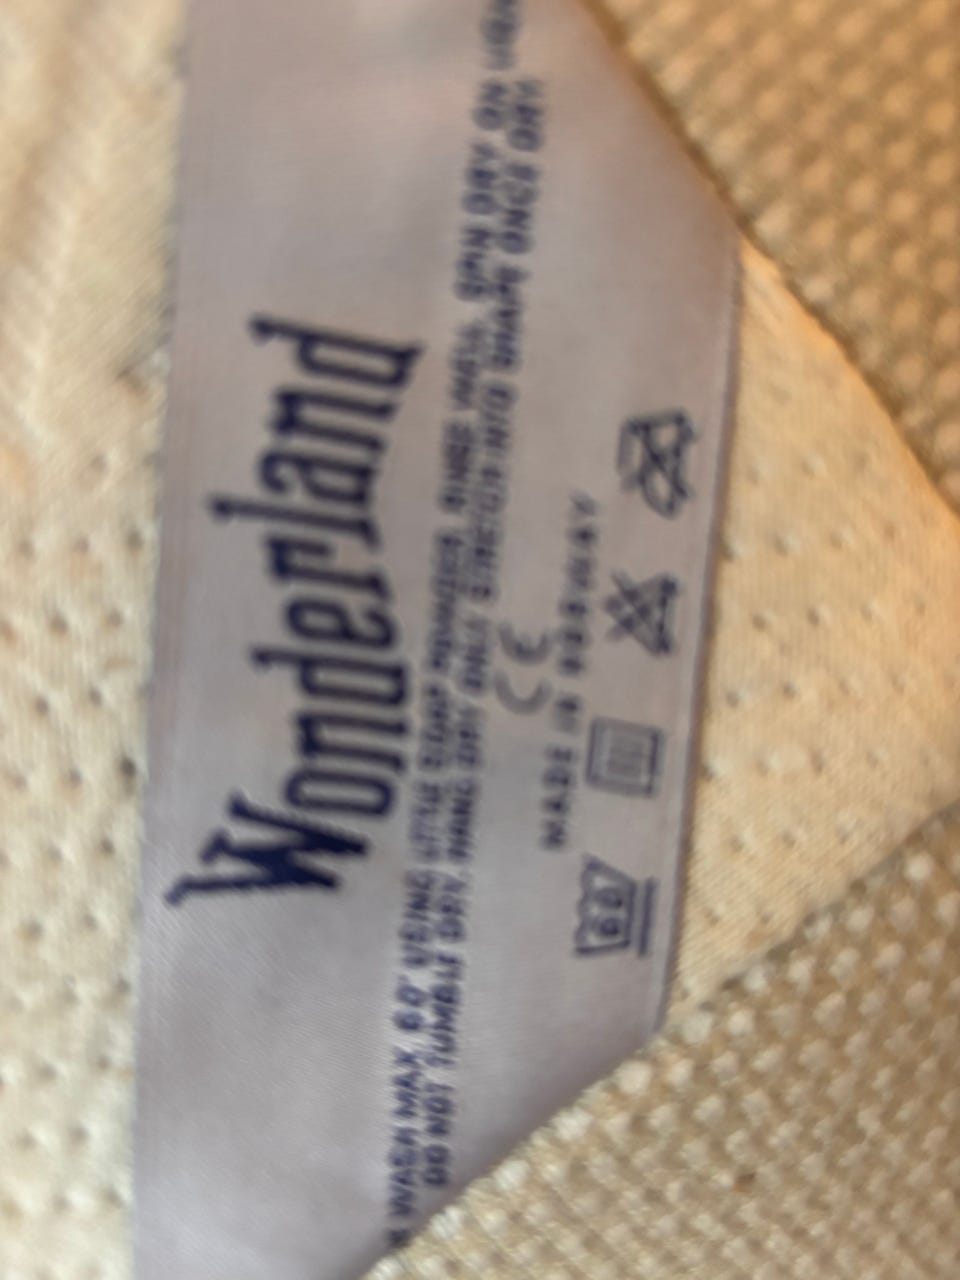 Wonderland
WASH MAX 60° USING LITTLE SOAP POWDER. RINSE WELL. SPIN DRY ON
DO NOT TUMBLE DRY. HANG DRY ONLY. STRETCH INTO SHAPE ONCE DRY.
CE
MADE IN NORWAY
60